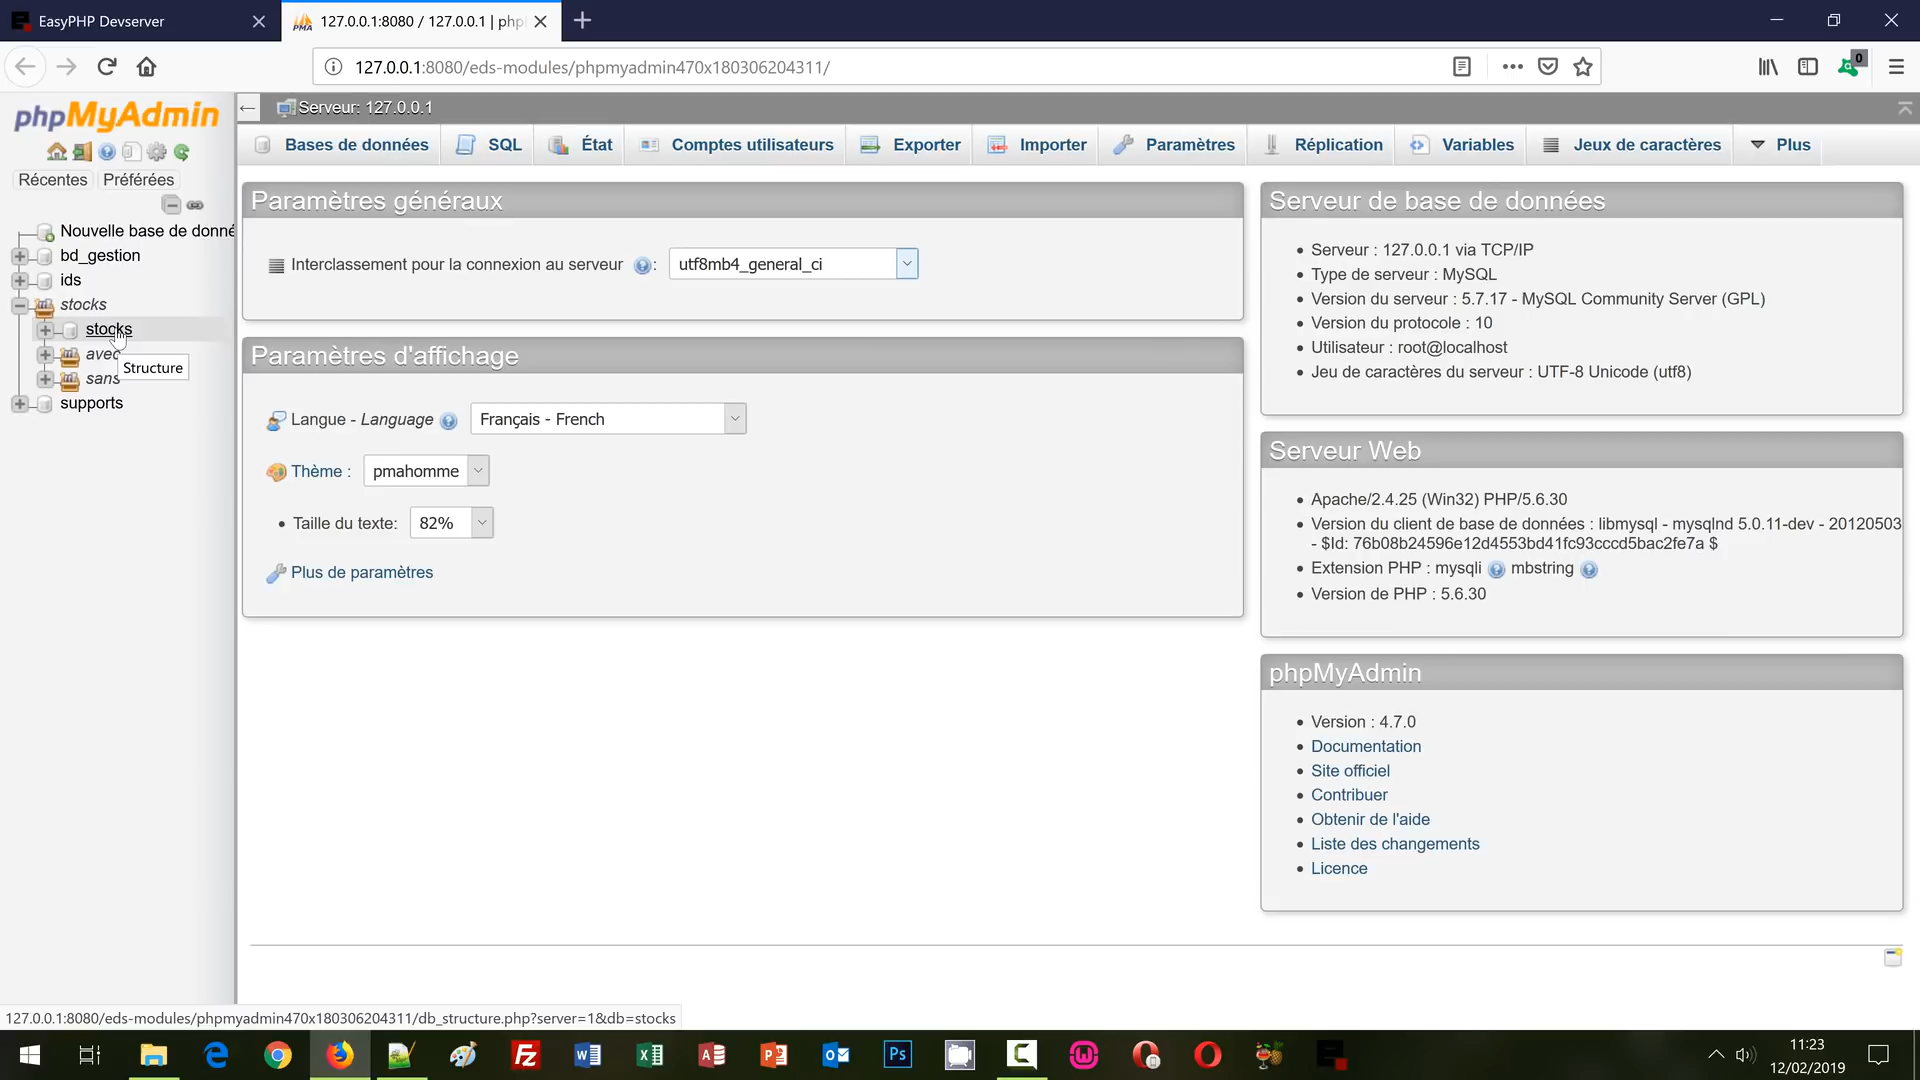 EasyPHP Devserver
127.0.0.1:8080 / 127.0.0.1 | php
127.0.0.1:8080/eds-modules/phpmyadmin470x180306204311/
0
phpMyAdmin
Récentes Préférées
Nouvelle base de donné
bd_gestion
ids
stocks
stocks
avec
Structure
sans
supports
Serveur: 127.0.0.1
Bases de données SQL État Comptes utilisateurs Exporter Importer Paramètres Réplication Variables Jeux de caractères Plus
Paramètres généraux
Interclassement pour la connexion au serveur : utf8mb4_general_ci
Paramètres d'affichage
Langue - Language Français - French
Thème : pmahomme
• Taille du texte: 82%
Plus de paramètres
Serveur de base de données
• Serveur : 127.0.0.1 via TCP/IP
• Type de serveur : MySQL
• Version du serveur : 5.7.17 - MySQL Community Server (GPL)
• Version du protocole : 10
• Utilisateur : root@localhost
• Jeu de caractères du serveur : UTF-8 Unicode (utf8)
Serveur Web
• Apache/2.4.25 (Win32) PHP/5.6.30
• Version du client de base de données : libmysql - mysqlnd 5.0.11-dev - 20120503
- $Id: 76b08b24596e12d4553bd41fc93cccd5bac2fe7a $
• Extension PHP : mysqli mbstring
• Version de PHP : 5.6.30
phpMyAdmin
• Version : 4.7.0
• Documentation
• Site officiel
• Contribuer
• Obtenir de l'aide
• Liste des changements
• Licence
127.0.0.1:8080/eds-modules/phpmyadmin470x180306204311/db_structure.php?server=1&db=stocks
11:23
12/02/2019